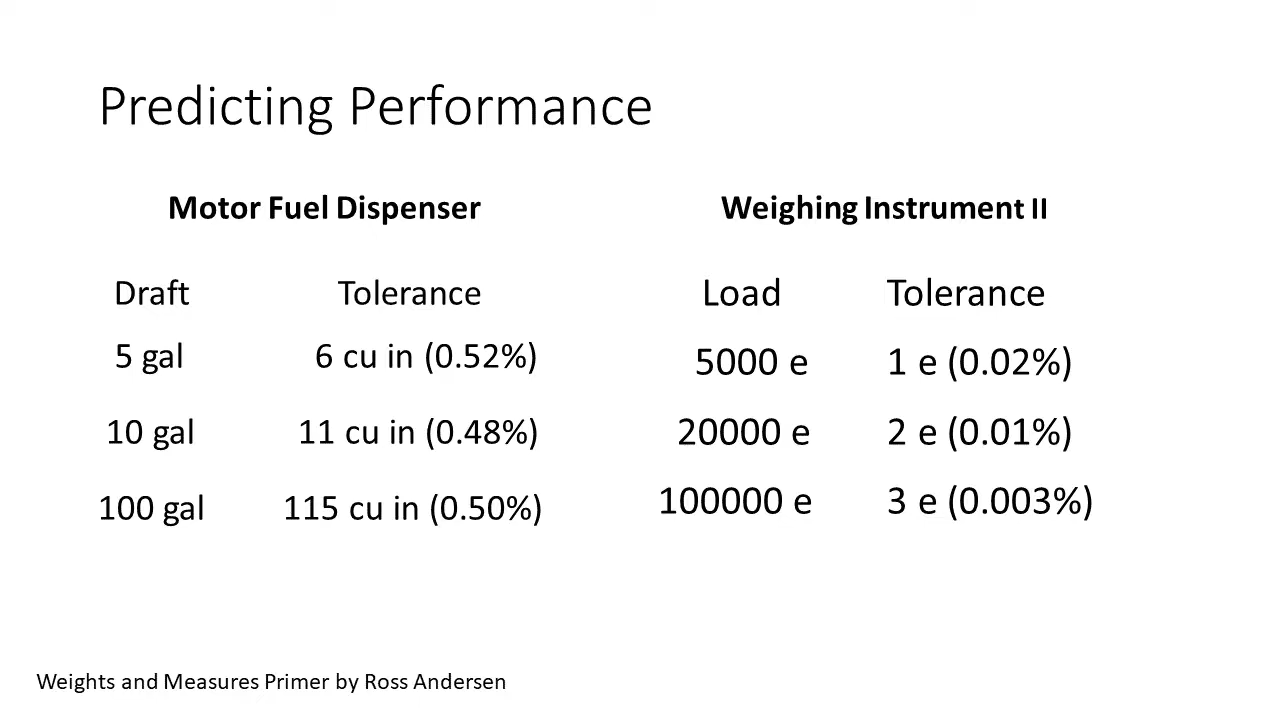 Predicting Performance
Motor Fuel Dispenser
Draft Tolerance
5 gal 6 cu in (0.52%)
10 gal 11 cu in (0.48%)
100 gal 115 cu in (0.50%)
Weighing Instrument II
Load Tolerance
5000 e 1 e (0.02%)
20000 e 2 e (0.01%)
100000 e 3 e (0.003%)
Weights and Measures Primer by Ross Andersen